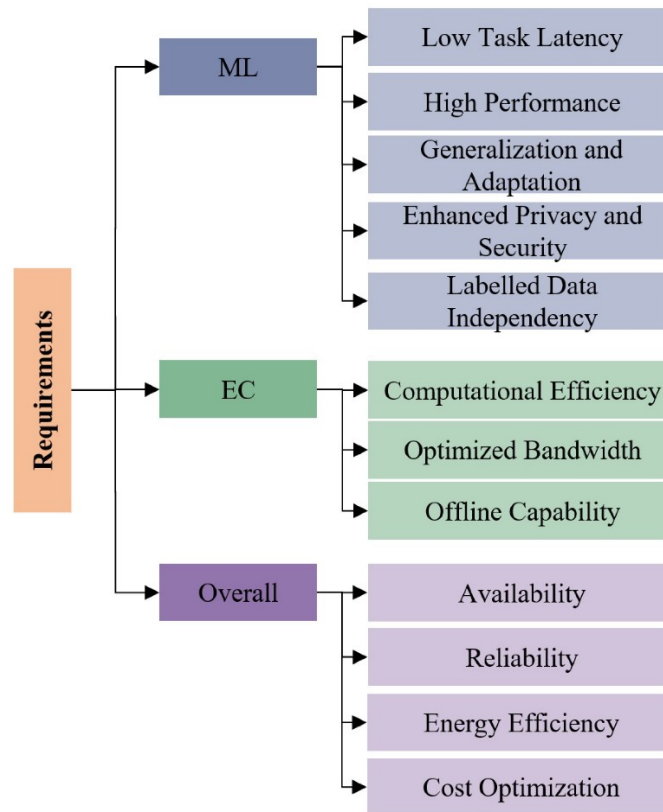 Requirements
ML
Low Task Latency
High Performance
Generalization and
Adaptation
Enhanced Privacy and
Security
Labelled Data
Independency
EC
Computational Efficiency
Optimized Bandwidth
Offline Capability
Overall
Availability
Reliability
Energy Efficiency
Cost Optimization